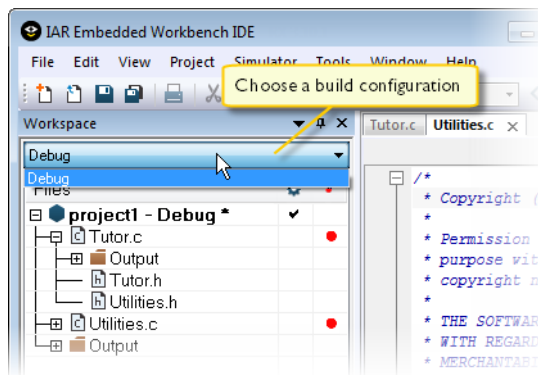 IAR Embedded Workbench IDE
File Edit View Project Simulator Tools Window Help
Choose a build configuration
Workspace
Tutor.c Utilities.c
Debug
Debug
Files
project1 - Debug *
Tutor.c
Output
Tutor.h
Utilities.h
Utilities.c
Output
/*
* Copyright (
*
* Permission
* purpose wit
* copyright n
*
* THE SOFTWAR
* WITH REGARD
* MERCHANTABI